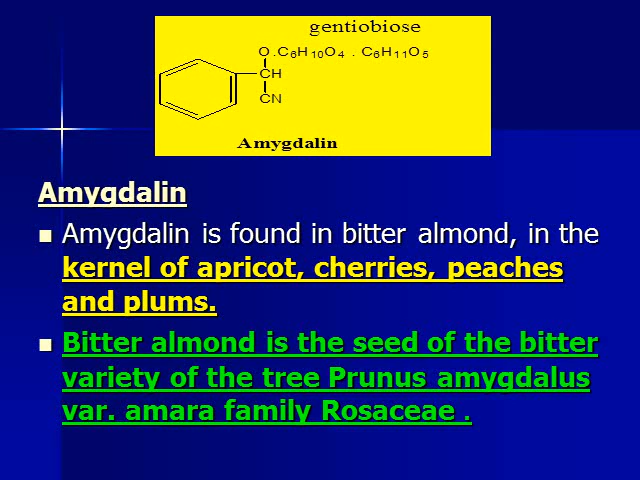 gentiobiose
O.C6H10O4 . C6H11O5
CH
CN
Amygdalin
Amygdalin
Amygdalin is found in bitter almond, in the
kernel of apricot, cherries, peaches
and plums.
Bitter almond is the seed of the bitter
variety of the tree Prunus amygdalus
var. amara family Rosaceae .